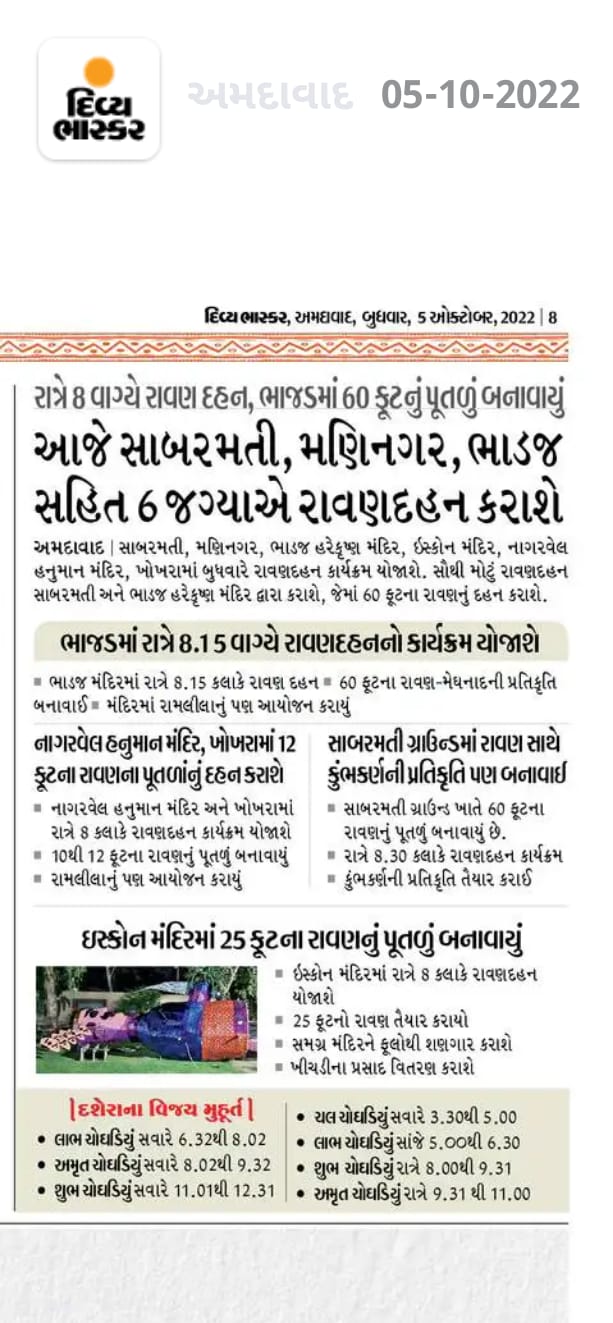 દિવ્ય
ભાસ્કર
અમદાવાદ 05-10-2022
દિવ્ય ભાસ્કર, અમદાવાદ, બુધવાર, 5 ઓક્ટોબર, 2022 | 8
રાત્રે 8 વાગ્યે રાવણ દહન, ભાજડમાં 60 ફૂટનું પૂતળું બનાવાયું
આજે સાબરમતી, મણિનગર, ભાડજ
સહિત 6 જગ્યાએ રાવણદહન કરાશે
અમદાવાદ | સાબરમતી, મણિનગર, ભાડજ હરેકૃષ્ણ મંદિર, ઇસ્કોન મંદિર, નાગરવેલ
હનુમાન મંદિર, ખોખરામાં બુધવારે રાવણદહન કાર્યક્રમ યોજાશે. સૌથી મોટું રાવણદહન
સાબરમતી અને ભાડજ હરેકૃષ્ણ મંદિર દ્વારા કરાશે, જેમાં 60 ફૂટના રાવણનું દહન કરાશે.
ભાજડમાં રાત્રે 8.15 વાગ્યે રાવણદહનનો કાર્યક્રમ યોજાશે
▪ ભાડજ મંદિરમાં રાત્રે 8.15 કલાકે રાવણ દહન ▪ 60 ફૂટના રાવણ-મેઘનાદની પ્રતિકૃતિ
બનાવાઈ ▪ મંદિરમાં રામલીલાનું પણ આયોજન કરાયું
નાગરવેલ હનુમાન મંદિર, ખોખરામાં 12
ફૂટના રાવણના પૂતળાંનું દહન કરાશે
▪ નાગરવેલ હનુમાન મંદિર અને ખોખરામાં
રાત્રે 8 કલાકે રાવણદહન કાર્યક્રમ યોજાશે
▪ 10થી 12 ફૂટના રાવણનું પૂતળું બનાવાયું
▪ રામલીલાનું પણ આયોજન કરાયું
સાબરમતી ગ્રાઉન્ડમાં રાવણ સાથે
કુંભકર્ણની પ્રતિકૃતિ પણ બનાવાઈ
▪ સાબરમતી ગ્રાઉન્ડ ખાતે 60 ફૂટના
રાવણનું પૂતળું બનાવાયું છે.
▪ રાત્રે 8.30 કલાકે રાવણદહન કાર્યક્રમ
▪ કુંભકર્ણની પ્રતિકૃતિ તૈયાર કરાઈ
ઇસ્કોન મંદિરમાં 25 ફૂટના રાવણનું પૂતળું બનાવાયું
▪ ઇસ્કોન મંદિરમાં રાત્રે 8 કલાકે રાવણદહન
યોજાશે
▪ 25 ફૂટનો રાવણ તૈયાર કરાયો
▪ સમગ્ર મંદિરને ફૂલોથી શણગાર કરાશે
▪ ખીચડીના પ્રસાદ વિતરણ કરાશે
|દશેરાના વિજય મુહૂર્ત|
• લાભ ચોઘડિયું સવારે 6.32થી 8.02
• અમૃત ચોઘડિયું સવારે 8.02થી 9.32
• શુભ ચોઘડિયું સવારે 11.01થી 12.31
• ચલ ચોઘડિયું સવારે 3.30થી 5.00
• લાભ ચોઘડિયું સાંજે 5.00થી 6.30
• શુભ ચોઘડિયું રાત્રે 8.00થી 9.31
• અમૃત ચોઘડિયું રાત્રે 9.31 થી 11.00